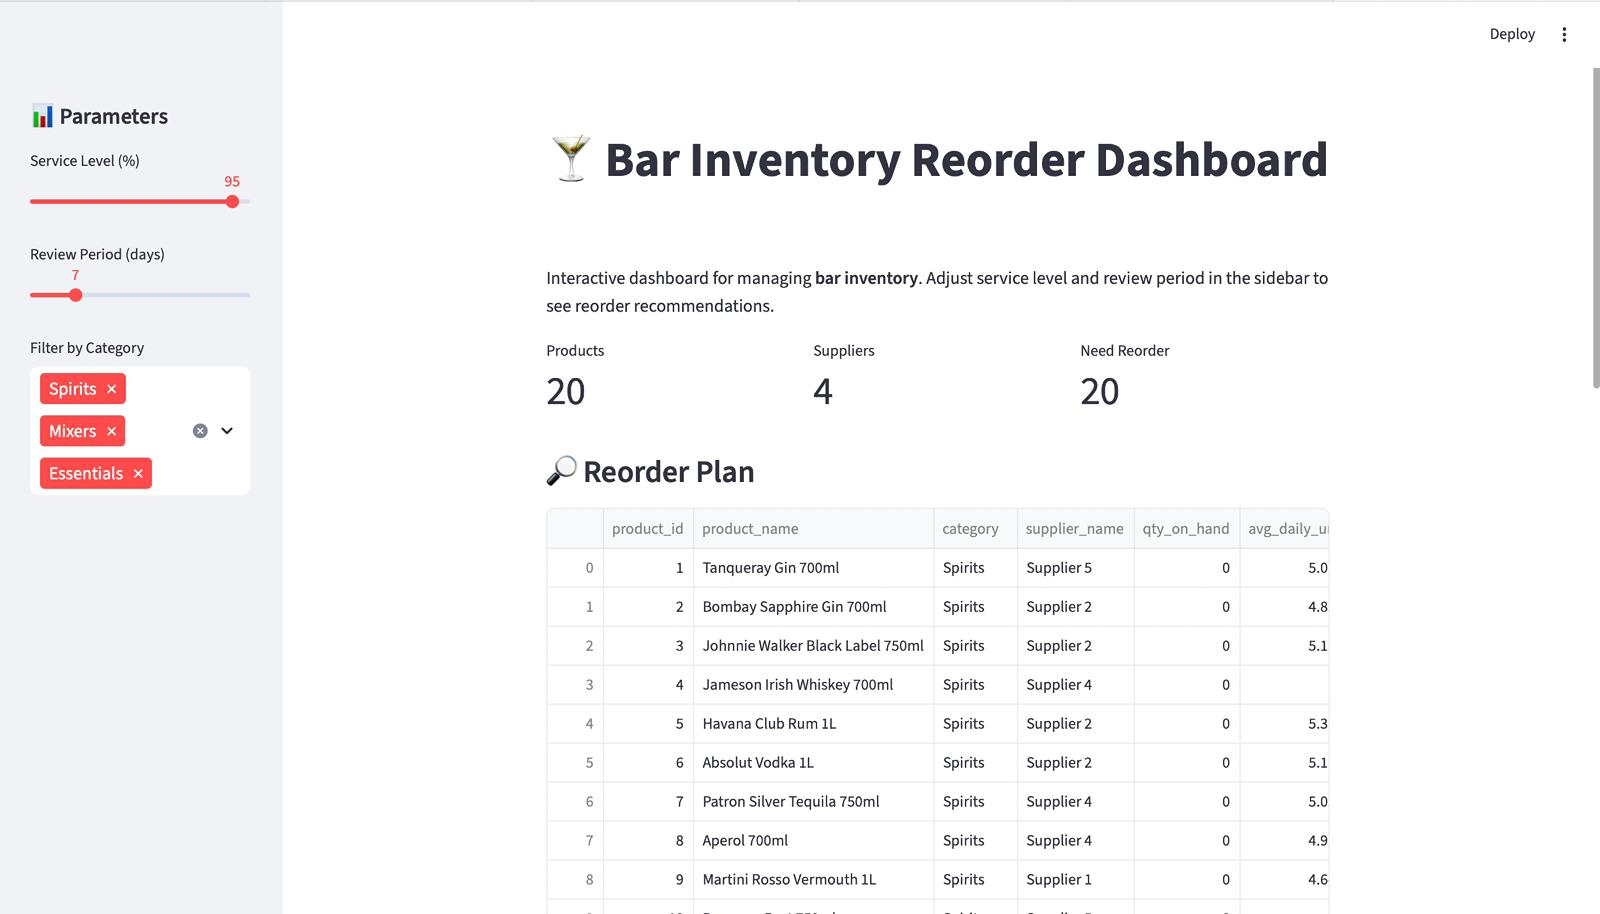 Deploy
Parameters
Service Level (%)
95
Review Period (days)
7
Filter by Category
Spirits ×
Mixers ×
Essentials ×
Bar Inventory Reorder Dashboard
Interactive dashboard for managing bar inventory. Adjust service level and review period in the sidebar to
see reorder recommendations.
Products Suppliers Need Reorder
20 4 20
Reorder Plan
product_id product_name category supplier_name qty_on_hand avg_daily_u
0 1 Tanqueray Gin 700ml Spirits Supplier 5 0 5.0
1 2 Bombay Sapphire Gin 700ml Spirits Supplier 2 0 4.8
2 3 Johnnie Walker Black Label 750ml Spirits Supplier 2 0 5.1
3 4 Jameson Irish Whiskey 700ml Spirits Supplier 4 0
4 5 Havana Club Rum 1L Spirits Supplier 2 0 5.3
5 6 Absolut Vodka 1L Spirits Supplier 2 0 5.1
6 7 Patron Silver Tequila 750ml Spirits Supplier 4 0 5.0
7 8 Aperol 700ml Spirits Supplier 4 0 4.9
8 9 Martini Rosso Vermouth 1L Spirits Supplier 1 0 4.6